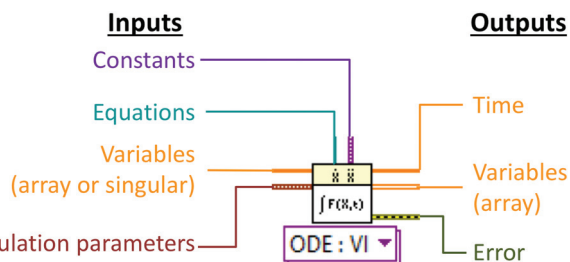 Inputs
Outputs
Constants
Equations
Time
Variables
(array or singular)
Variables
(array)
∫F(X,t)
ulation parameters
ODE : VI
Error